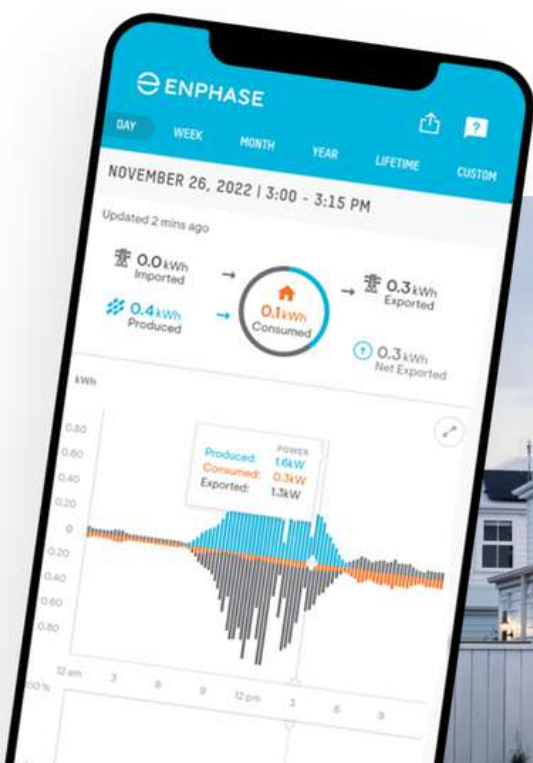 ENPHASE
DAY WEEK MONTH YEAR LIFETIME CUSTOM
NOVEMBER 26, 2022 | 3:00 - 3:15 PM
Updated 2 mins ago
0.0 kWh
Imported
0.3 kWh
Exported
0.1 kWh
Consumed
0.4 kWh
Produced
0.3 kWh
Net Exported
kWh
POWER
Produced: 1.6kW
Consumed: 0.3kW
Exported: 1.3kW
0.80
0.60
0.40
0.20
0
0.20
0.40
0.60
0.80
12 am 3 6 9 12 pm 3 6 9